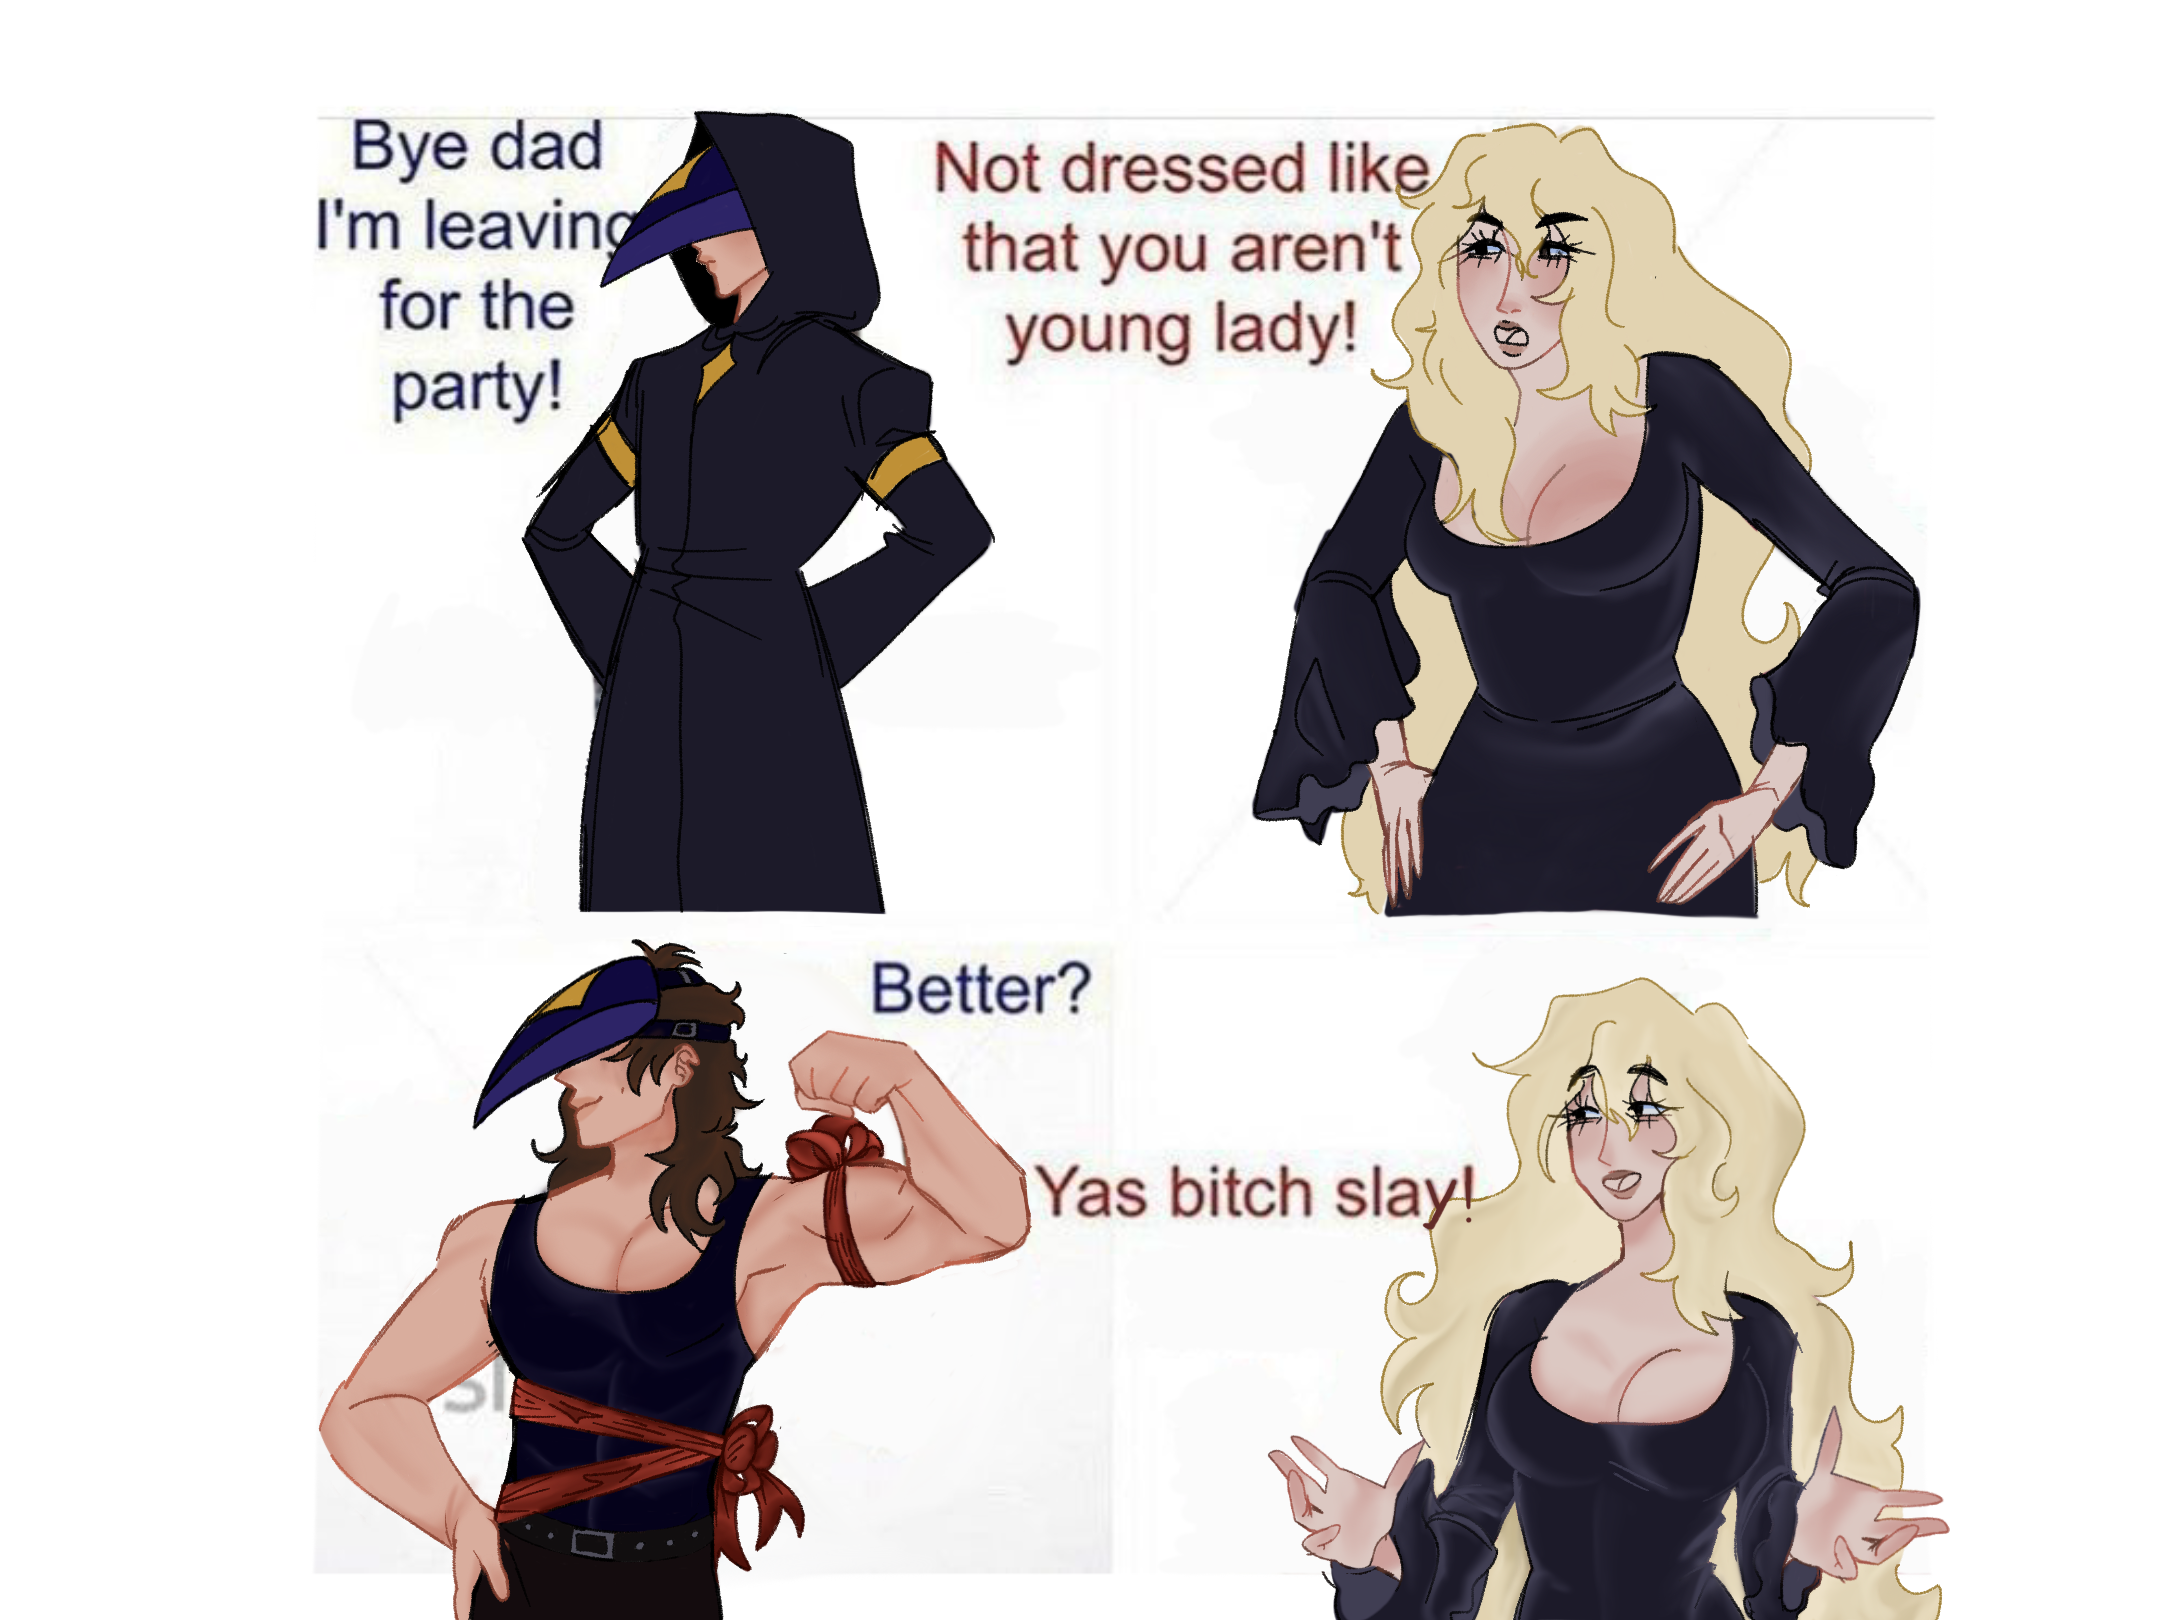 Bye dad
I'm leaving
for the
party!
Not dressed like
that you aren't
young lady!
Better?
Yas bitch slay!